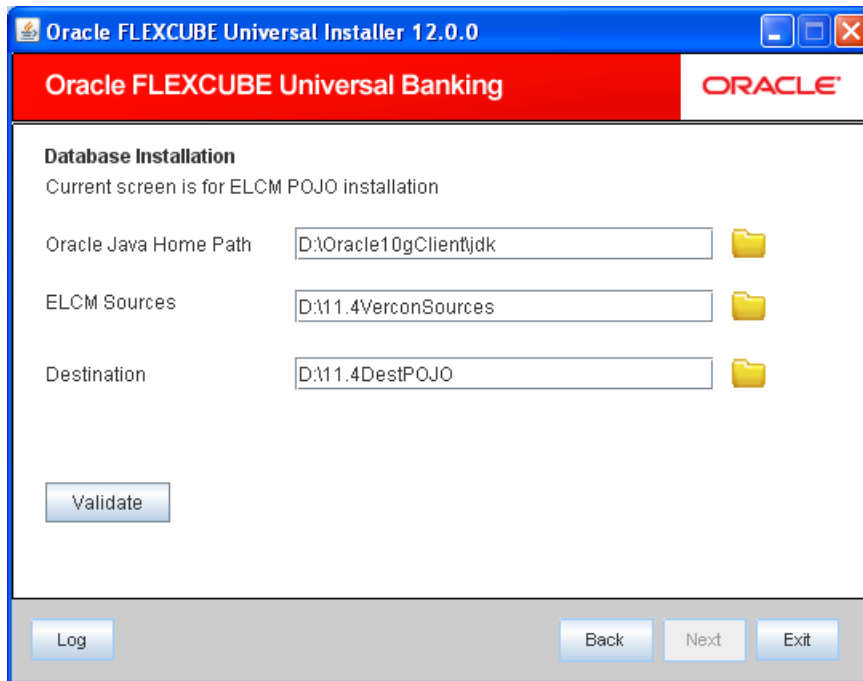 Oracle FLEXCUBE Universal Installer 12.0.0
Oracle FLEXCUBE Universal Banking
ORACLE
Database Installation
Current screen is for ELCM POJO installation
Oracle Java Home Path D:\Oracle10gClient\jdk
ELCM Sources D:\11.4VerconSources
Destination D:\11.4DestPOJO
Validate
Log Back Next Exit